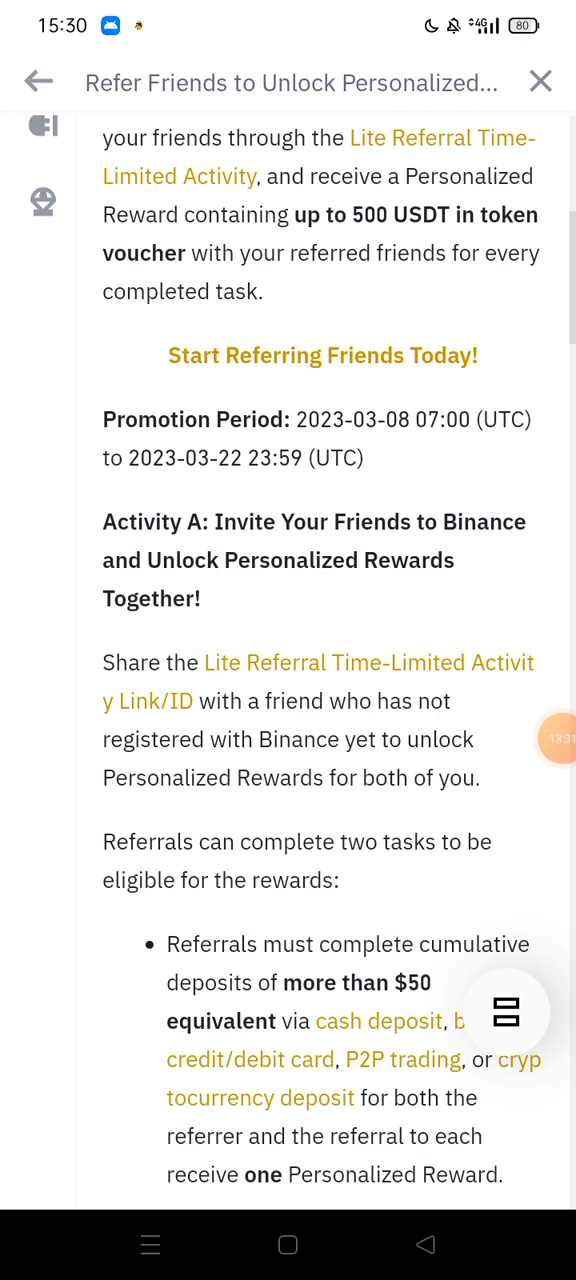 15:30
4G
80
Refer Friends to Unlock Personalized...
your friends through the Lite Referral Time-
Limited Activity, and receive a Personalized
Reward containing up to 500 USDT in token
voucher with your referred friends for every
completed task.
Start Referring Friends Today!
Promotion Period: 2023-03-08 07:00 (UTC)
to 2023-03-22 23:59 (UTC)
Activity A: Invite Your Friends to Binance
and Unlock Personalized Rewards
Together!
Share the Lite Referral Time-Limited Activit
y Link/ID with a friend who has not
registered with Binance yet to unlock
13:31
Personalized Rewards for both of you.
Referrals can complete two tasks to be
eligible for the rewards:
• Referrals must complete cumulative
deposits of more than $50
equivalent via cash deposit, b
credit/debit card, P2P trading, or cryp
tocurrency deposit for both the
referrer and the referral to each
receive one Personalized Reward.